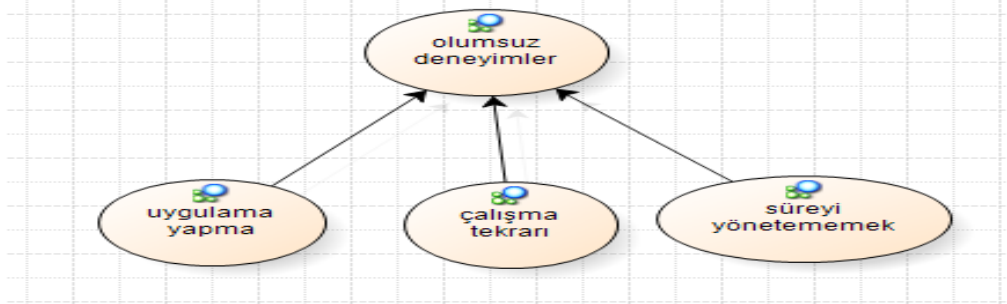 olumsuz
deneyimler
uygulama
yapma
çalışma
tekrarı
süreyi
yönetememek